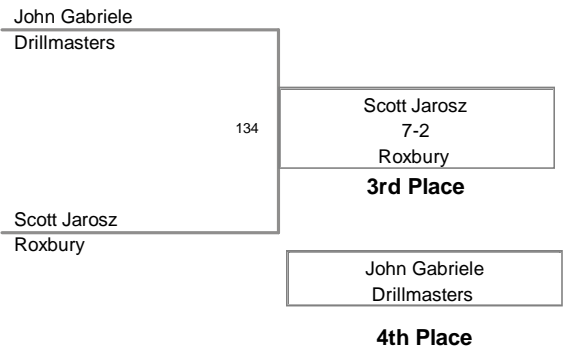 John Gabriele
Drillmasters
134
Scott Jarosz
7-2
Roxbury
3rd Place
Scott Jarosz
Roxbury
John Gabriele
Drillmasters
4th Place